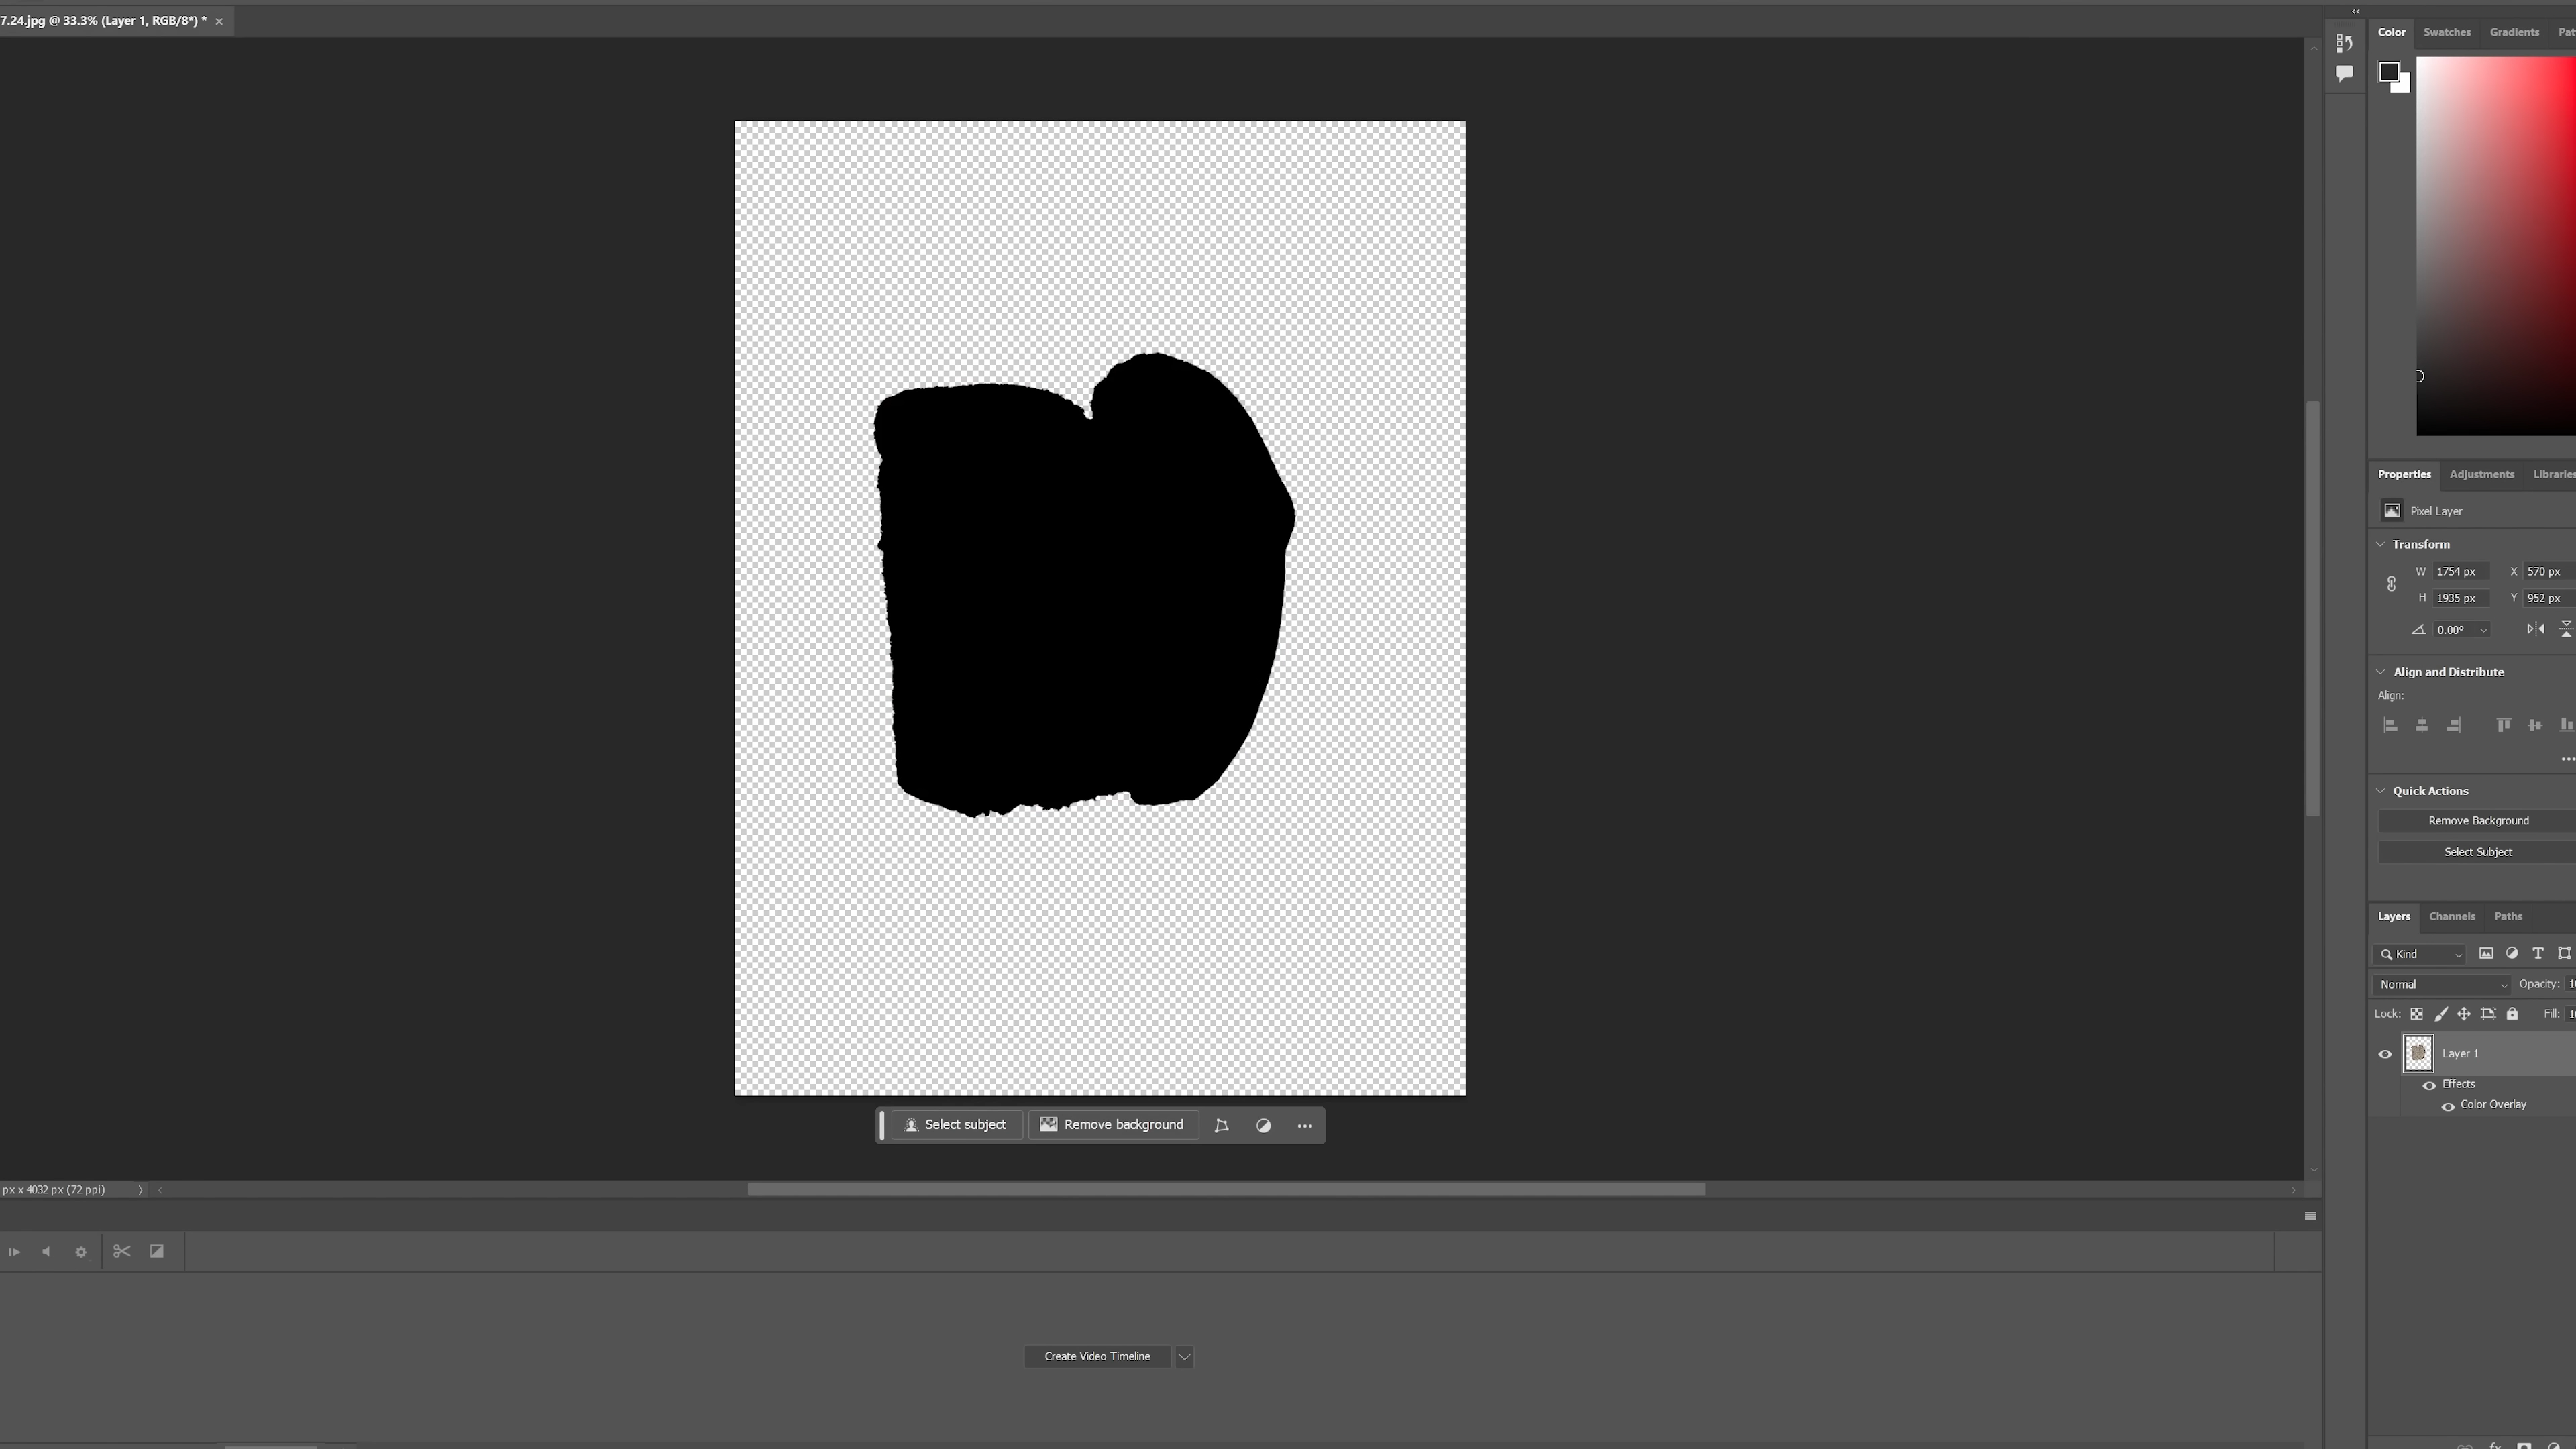 7.24.jpg @ 33.3% (Layer 1, RGB/8*) *
Color Swatches Gradients
Properties Adjustments Libraries
Pixel Layer
Transform
W 1754 px X 570 px
H 1935 px Y 952 px
0.00°
Align and Distribute
Align:
Quick Actions
Remove Background
Select Subject
Layers Channels Paths
Kind
Normal Opacity:
Lock: Fill:
Layer 1
Effects
Color Overlay
Select subject Remove background
px x 4032 px (72 ppi)
Create Video Timeline